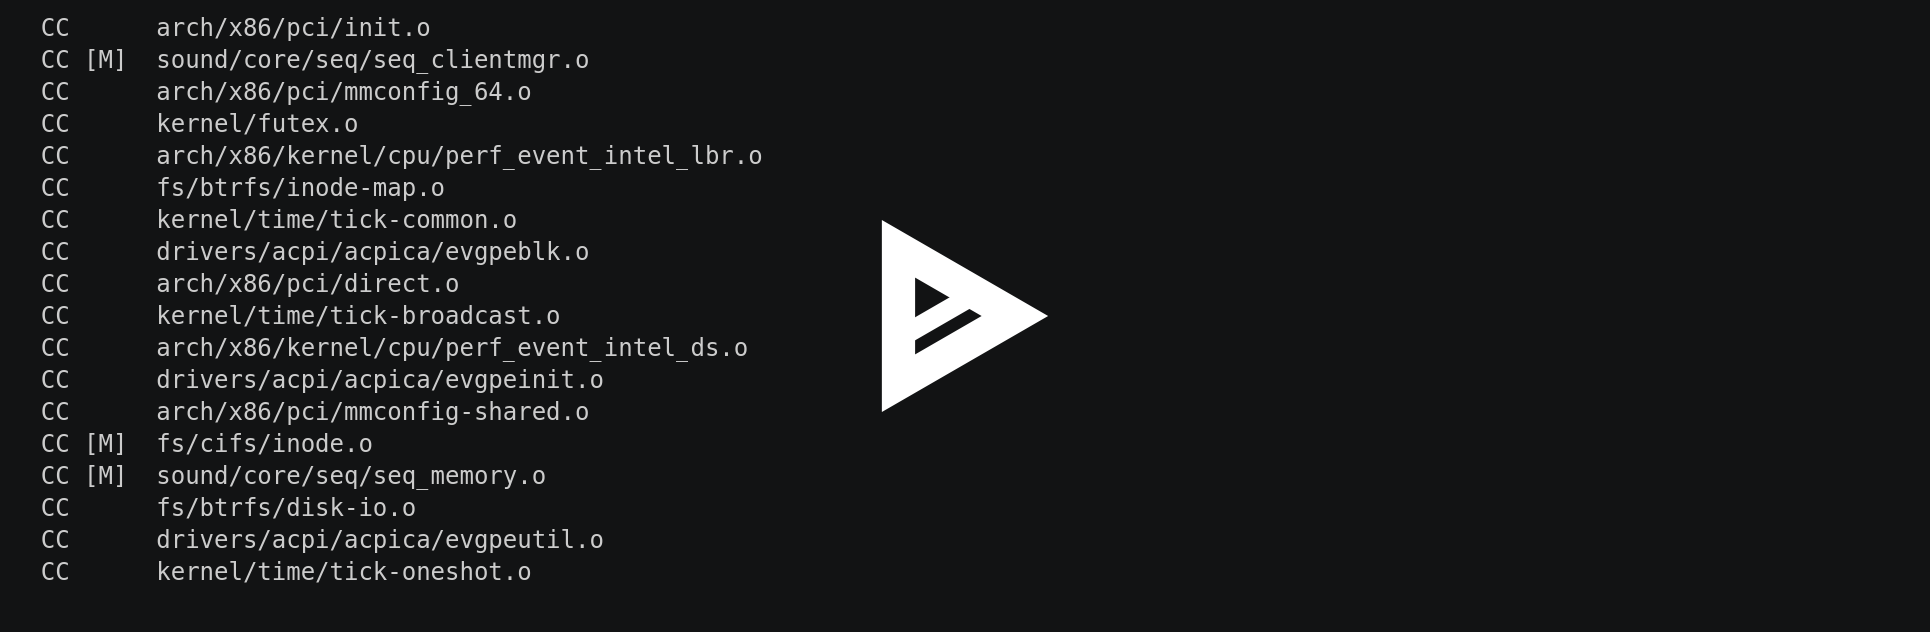 CC      arch/x86/pci/init.o
CC [M]  sound/core/seq/seq_clientmgr.o
CC      arch/x86/pci/mmconfig_64.o
CC      kernel/futex.o
CC      arch/x86/kernel/cpu/perf_event_intel_lbr.o
CC      fs/btrfs/inode-map.o
CC      kernel/time/tick-common.o
CC      drivers/acpi/acpica/evgpeblk.o
CC      arch/x86/pci/direct.o
CC      kernel/time/tick-broadcast.o
CC      arch/x86/kernel/cpu/perf_event_intel_ds.o
CC      drivers/acpi/acpica/evgpeinit.o
CC      arch/x86/pci/mmconfig-shared.o
CC [M]  fs/cifs/inode.o
CC [M]  sound/core/seq/seq_memory.o
CC      fs/btrfs/disk-io.o
CC      drivers/acpi/acpica/evgpeutil.o
CC      kernel/time/tick-oneshot.o